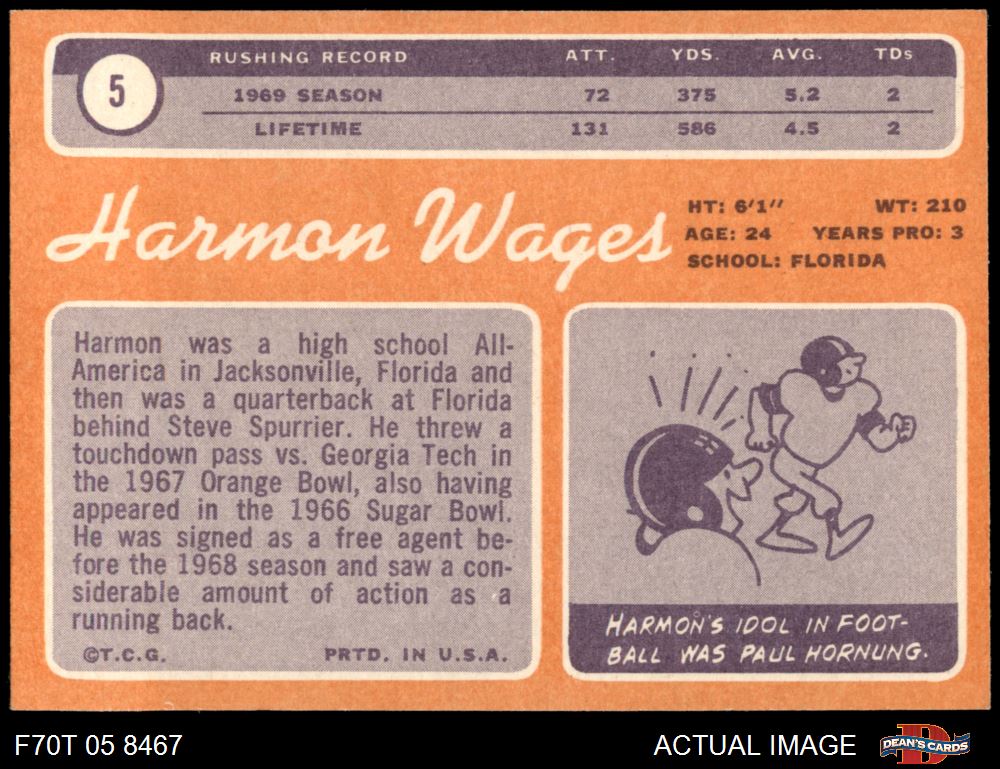 5
RUSHING RECORD ATT. YDS. AVG. TDs
1969 SEASON 72 375 5.2 2
LIFETIME 131 586 4.5 2
Harmon Wages
HT: 6'1'' WT: 210
AGE: 24 YEARS PRO: 3
SCHOOL: FLORIDA
Harmon was a high school All-
America in Jacksonville, Florida and
then was a quarterback at Florida
behind Steve Spurrier. He threw a
touchdown pass vs. Georgia Tech in
the 1967 Orange Bowl, also having
appeared in the 1966 Sugar Bowl.
He was signed as a free agent be-
fore the 1968 season and saw a con-
siderable amount of action as a
running back.
©T.C.G. PRTD. IN U.S.A.
HARMON'S IDOL IN FOOT-
BALL WAS PAUL HORNUNG.
F70T 05 8467
ACTUAL IMAGE
D
DEAN'S CARDS